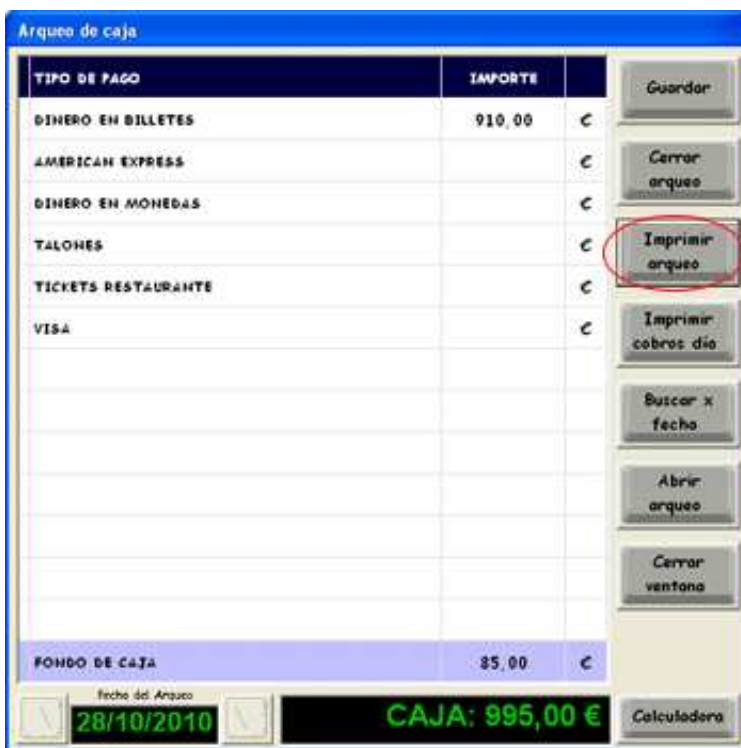 Arqueo de caja
TIPO DE PAGO IMPORTE
DINERO EN BILLETES 910,00 €
AMERICAN EXPRESS €
DINERO EN MONEDAS €
TALONES €
TICKETS RESTAURANTE €
VISA €
FONDO DE CAJA 85,00 €
Fecha del Arqueo
28/10/2010
CAJA: 995,00 €
Guardar
Cerrar
arqueo
Imprimir
arqueo
Imprimir
cobros día
Buscar x
fecha
Abrir
arqueo
Cerrar
ventana
Calculadora